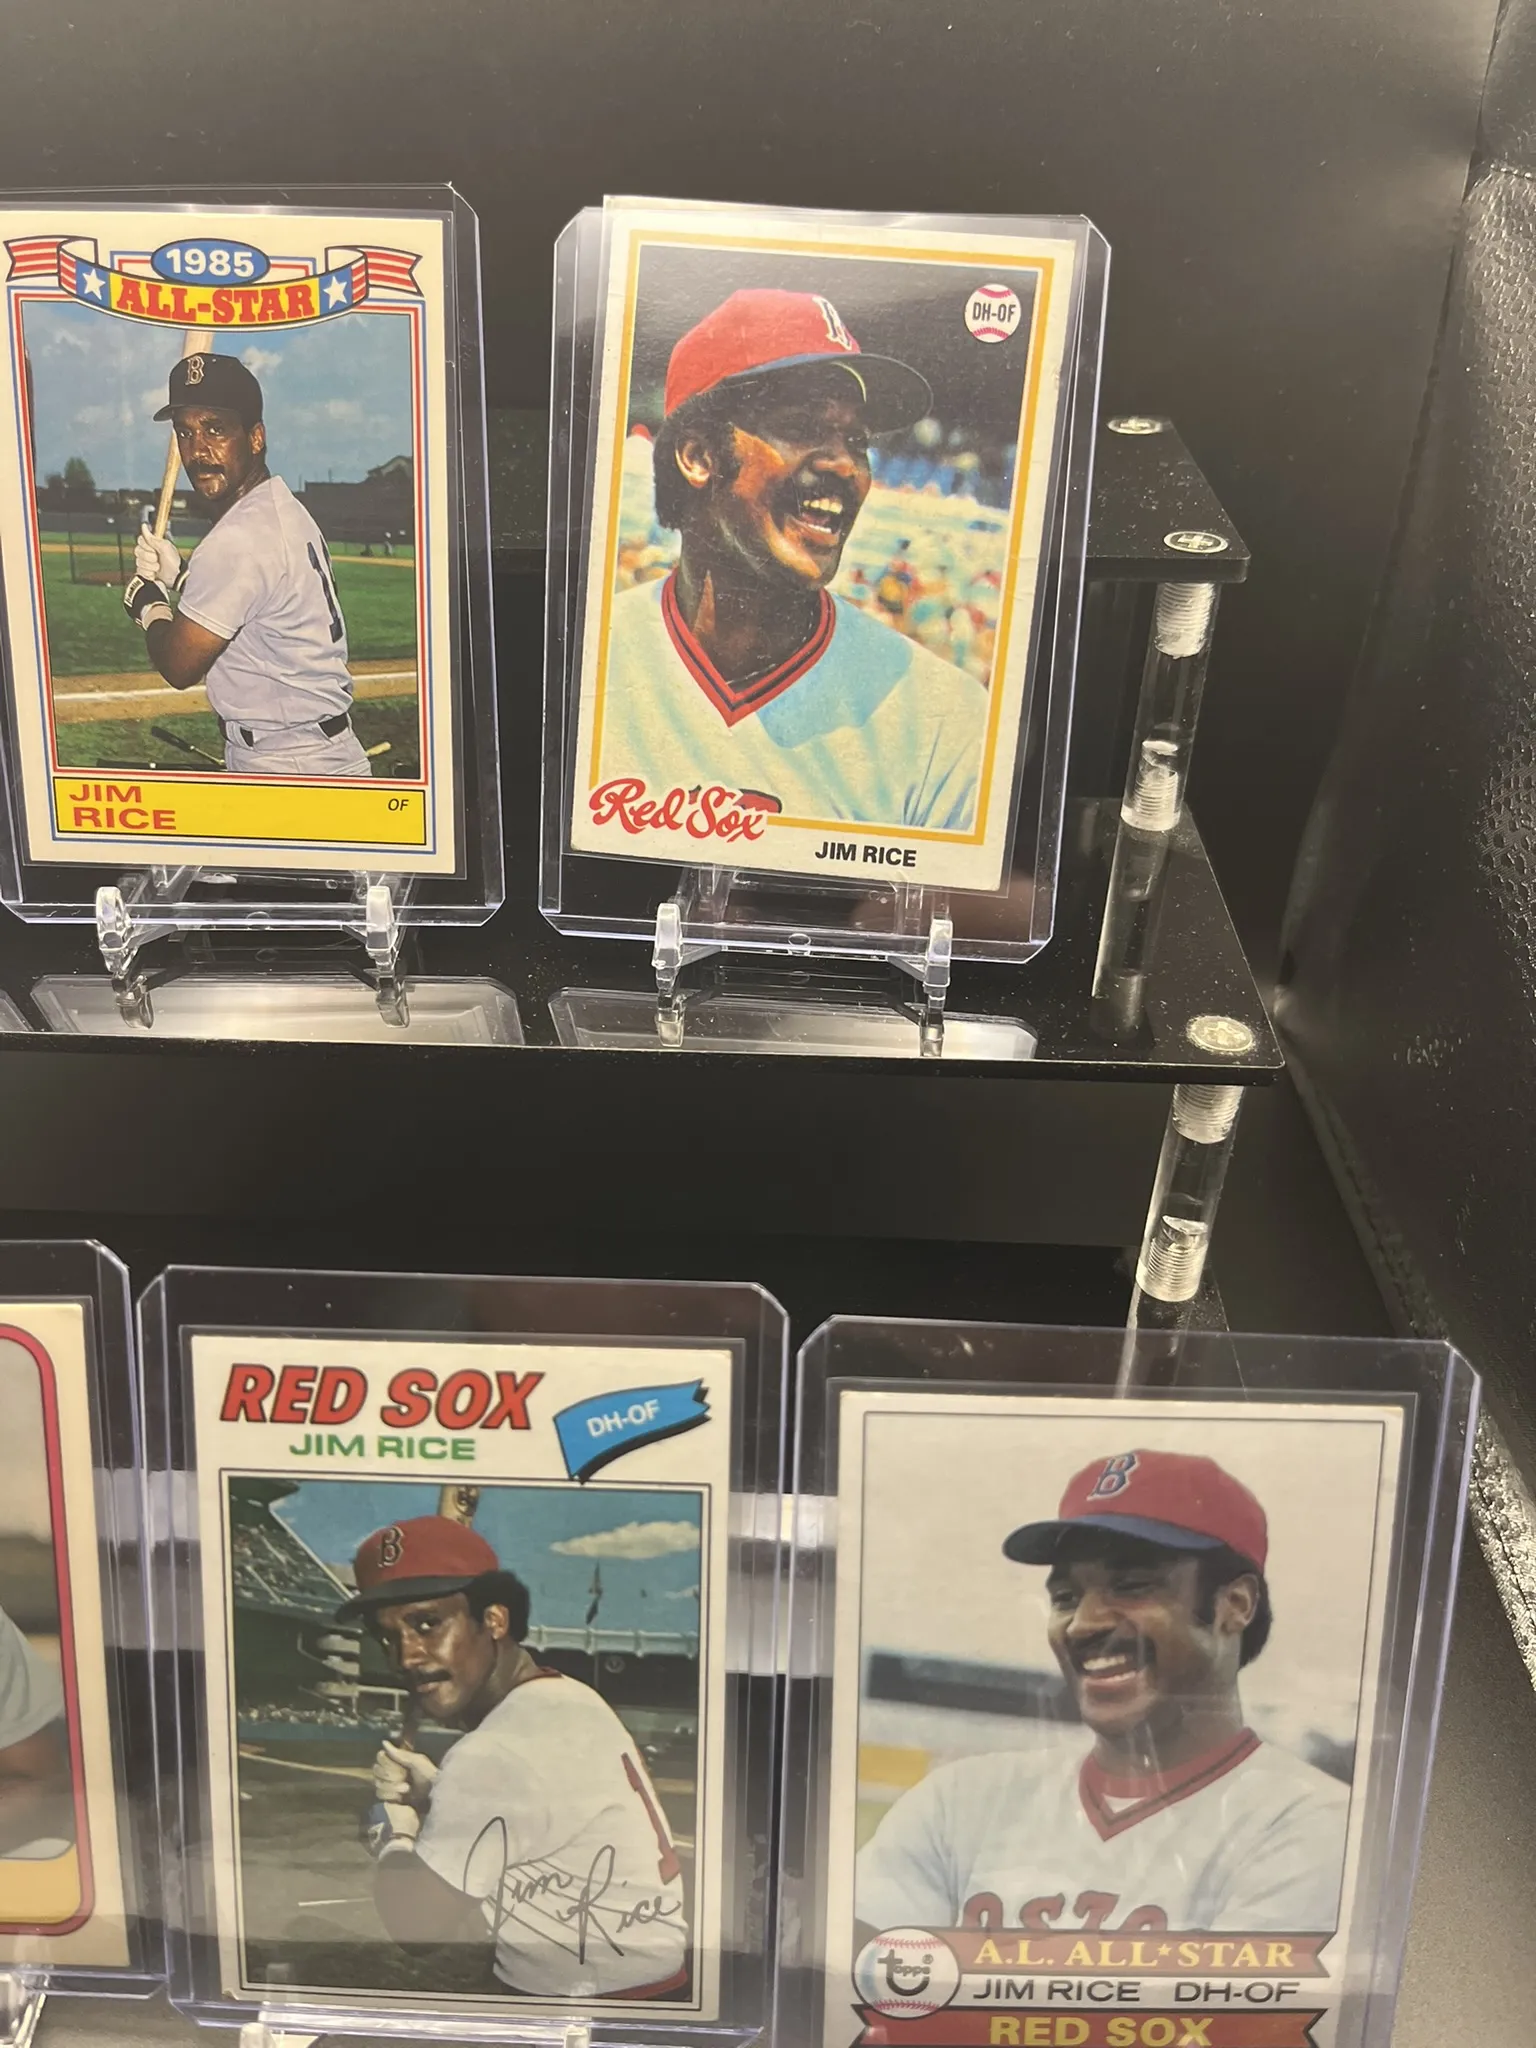 1985
ALL-STAR
B
JIM
RICE
OF
B
DH-OF
Red Sox
JIM RICE
RED SOX
JIM RICE
DH-OF
B
Jim Rice
B
A.L. ALL★STAR
topps®
JIM RICE DH-OF
RED SOX